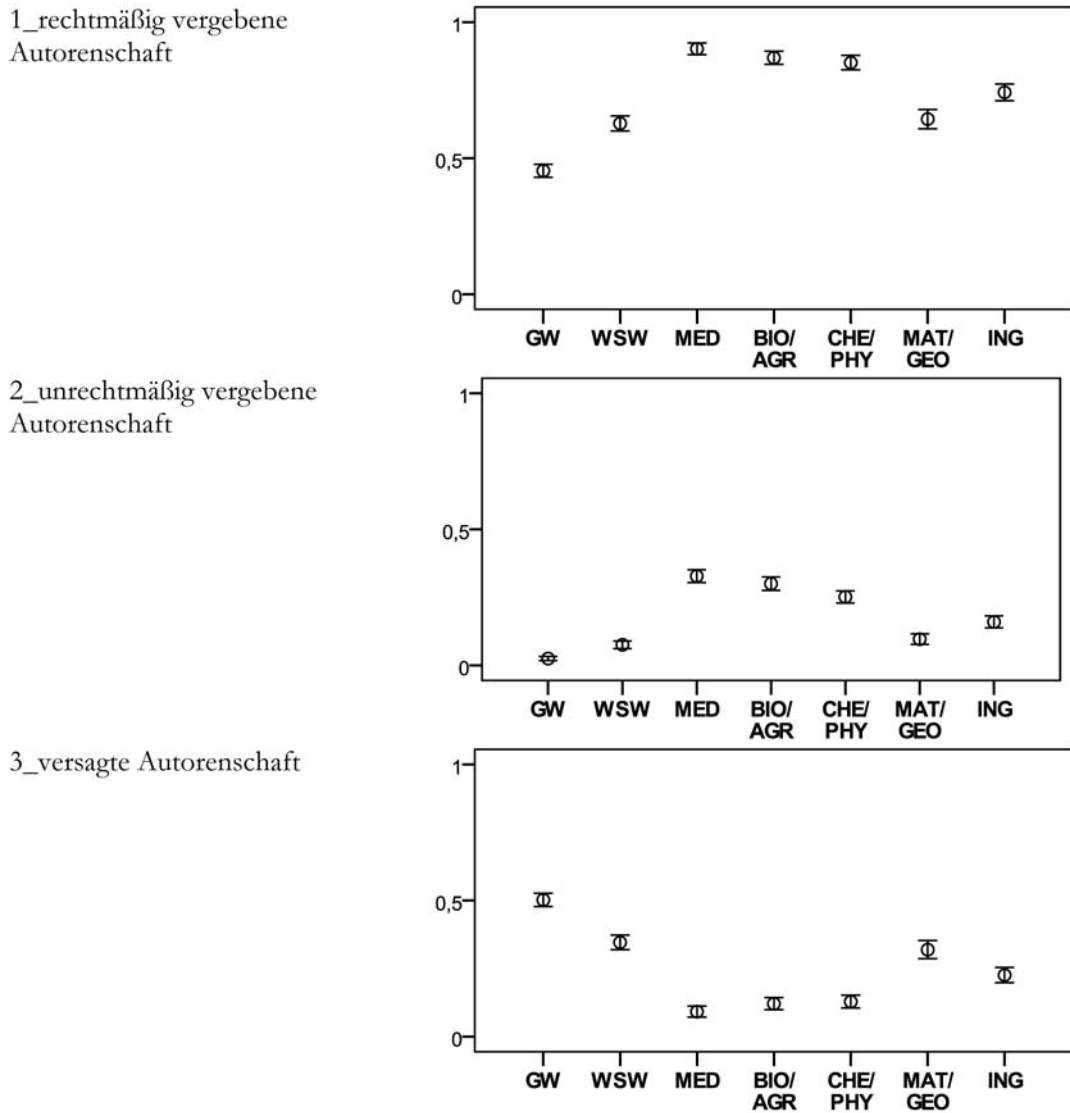 1_rechtmäßig vergebene
Autorenschaft
1
0,5
0
GW WSW MED BIO/ CHE/ MAT/ ING
AGR PHY GEO
2_unrechtmäßig vergebene
Autorenschaft
1
0,5
0
GW WSW MED BIO/ CHE/ MAT/ ING
AGR PHY GEO
3_versagte Autorenschaft
1
0,5
0
GW WSW MED BIO/ CHE/ MAT/ ING
AGR PHY GEO